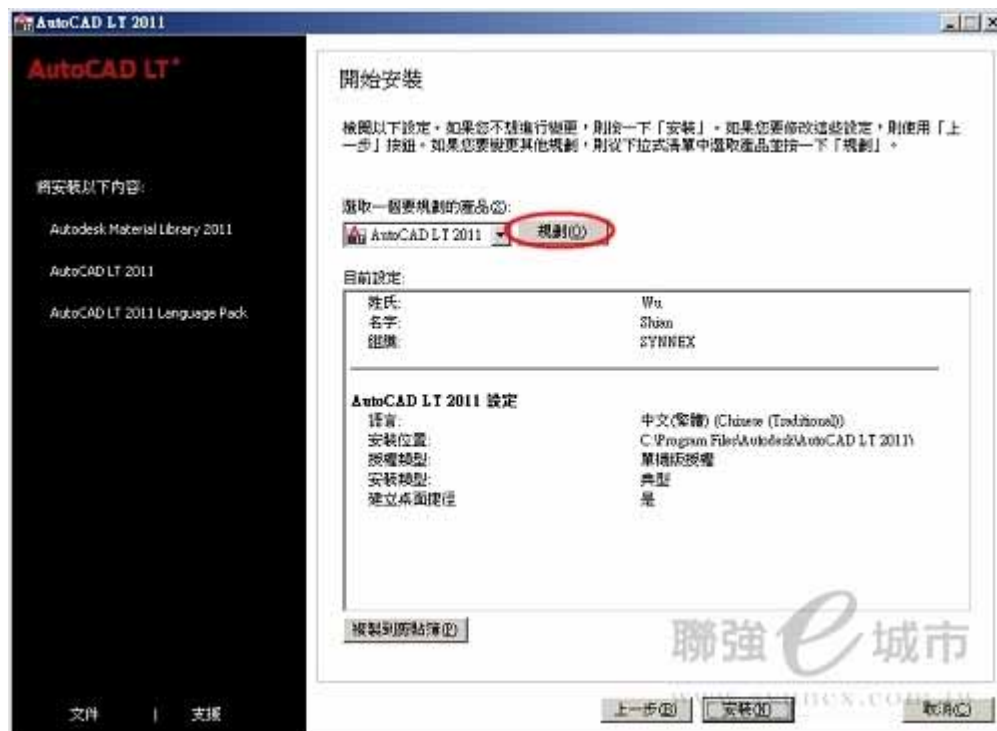 AutoCAD LT 2011
AutoCAD LT
開始安裝
檢閱以下設定。如果您不想進行變更,則按一下「安裝」。如果您要修改這些設定,則使用「上
一步」按鈕。如果您要變更其他規劃,則從下拉式清單中選取產品並按一下「規劃」。
將安裝以下內容:
Autodesk Material Library 2011
AutoCAD LT 2011
AutoCAD LT 2011 Language Pack
選取一個要規劃的產品(S):
AutoCAD LT 2011 規劃(O)
目前設定:
姓氏: Wu
名字: Shian
組織: SYNNEX
AutoCAD LT 2011 設定
語言: 中文(繁體) (Chinese (Traditional))
安裝位置: C:\Program Files\Autodesk\AutoCAD LT 2011\
授權類型: 單機版授權
安裝類型: 典型
建立桌面捷徑 是
複製到剪貼簿(P)
聯強e城市
文件 | 支援
上一步(B) 安裝(N) 取消(C)